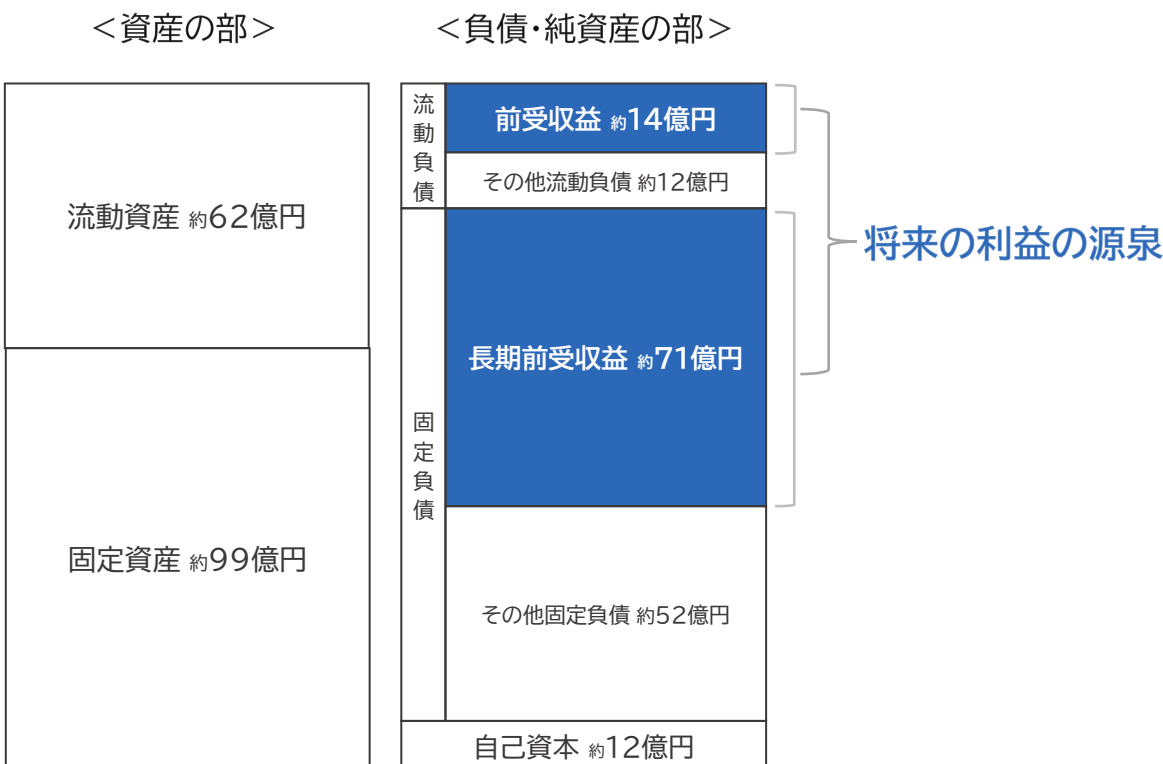 ＜資産の部＞
流動資産 約62億円
固定資産 約99億円
＜負債・純資産の部＞
流動負債
前受収益 約14億円
その他流動負債 約12億円
固定負債
長期前受収益 約71億円
その他固定負債 約52億円
自己資本 約12億円
将来の利益の源泉